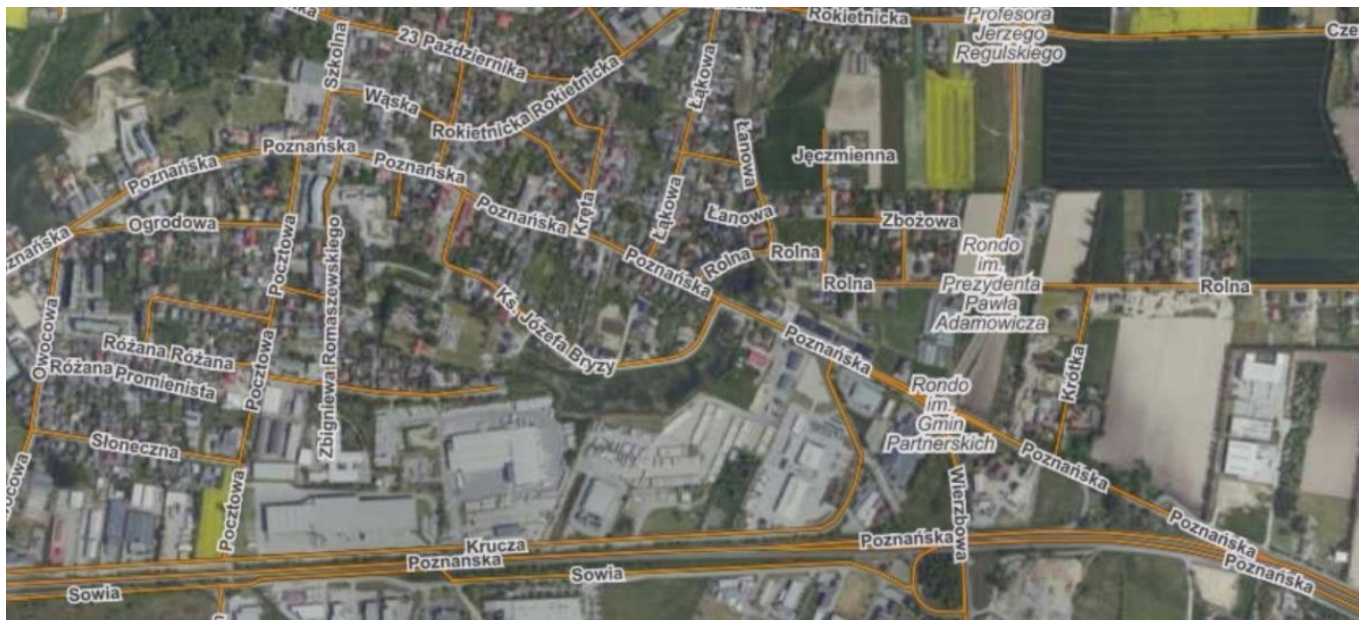 Rokietnicka
Profesora
Jerzego
Regulskiego
23 Października
Szkolna
Wąska
Rokietnicka Rokietnicka
Łąkowa
Łanowa
Jęczmienna
Poznańska
Poznańska
Poznańska
Poznańska
Kręta
Łąkowa
Łanowa
Zbożowa
Ogrodowa
Pocztowa
Zbigniewa Romaszewskiego
Poznańska
Rolna
Rolna
Rolna
Rondo
im.
Prezydenta
Pawła
Adamowicza
Rolna
Ks. Józefa Bryzy
Owocowa
Różana Różana
Różana
Promienista
Pocztowa
Poznańska
Krótka
Rondo
im.
Gmin
Partnerskich
Słoneczna
Poznańska
Pocztowa
Wierzbowa
Krucza
Poznańska
Poznańska
Poznańska
Poznańska
Sowia
Sowia